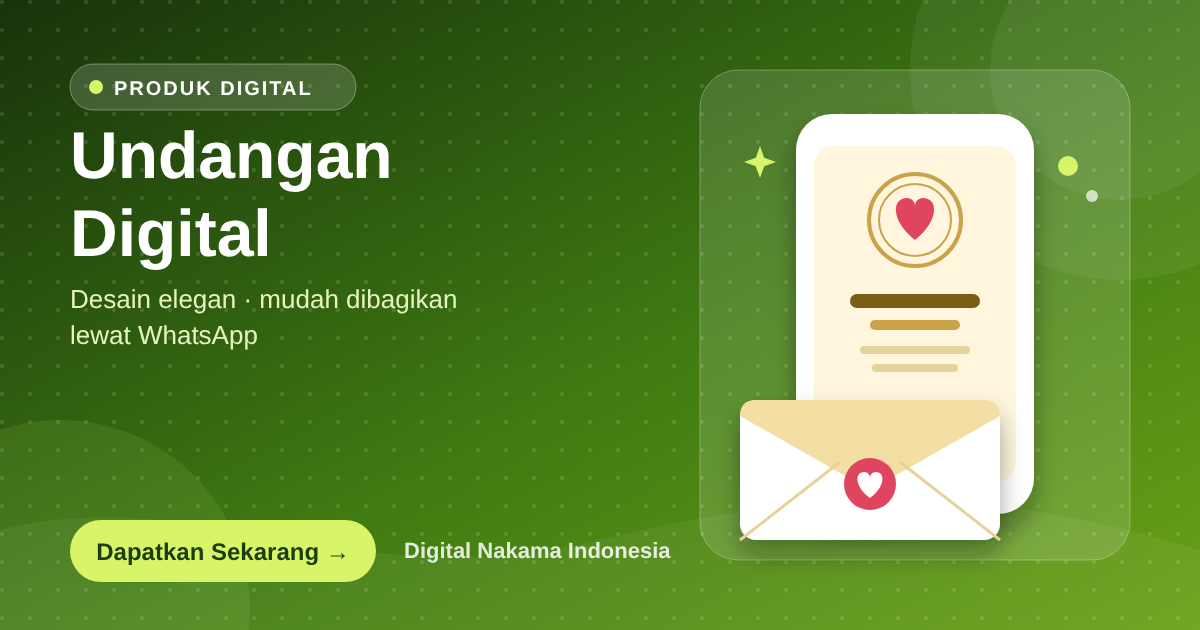 PRODUK DIGITAL
Undangan
Digital
Desain elegan · mudah dibagikan
lewat WhatsApp
Dapatkan Sekarang →
Digital Nakama Indonesia